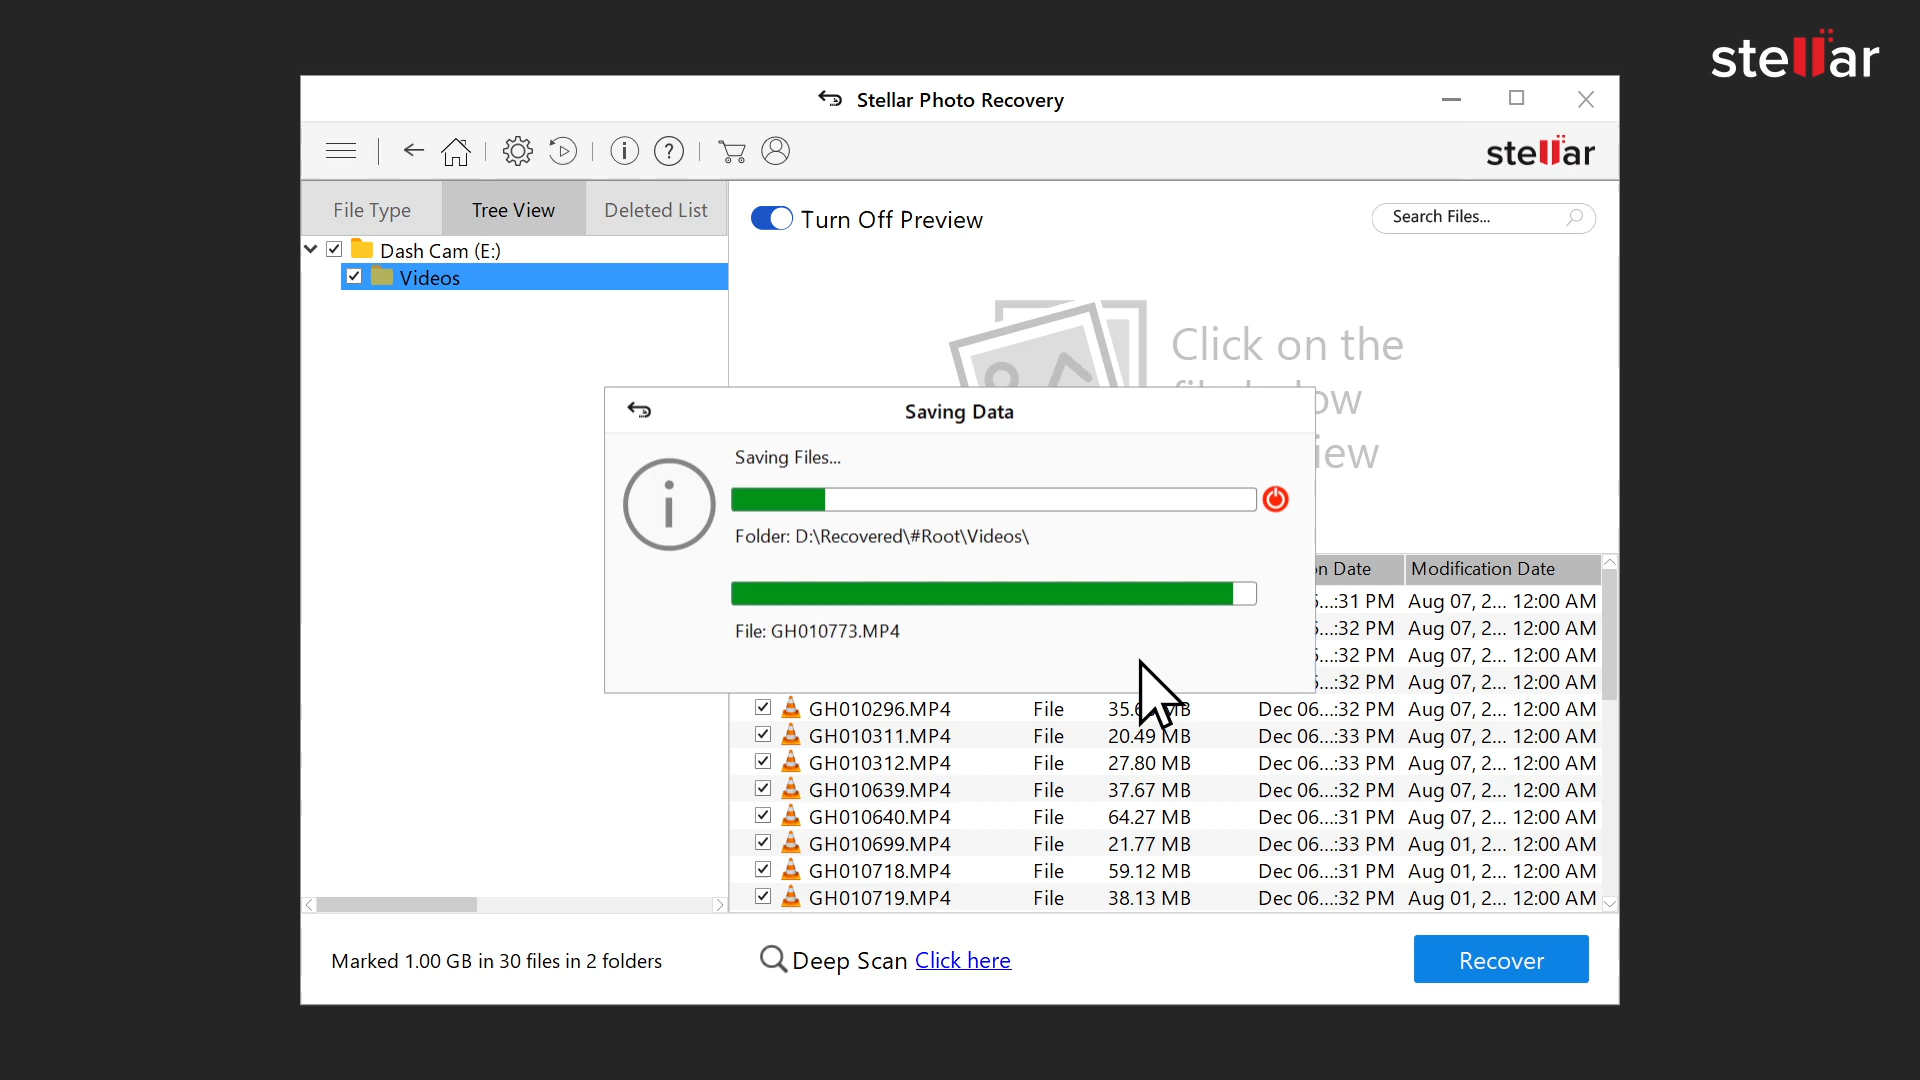 stellar
Stellar Photo Recovery
stellar
File Type Tree View Deleted List
Turn Off Preview
Search Files...
Dash Cam (E:)
Videos
Click on the
ow
iew
Saving Data
Saving Files...
Folder: D:\Recovered\#Root\Videos\
File: GH010773.MP4
n Date Modification Date
...:31 PM Aug 07, 2... 12:00 AM
...:32 PM Aug 07, 2... 12:00 AM
...:32 PM Aug 07, 2... 12:00 AM
...:32 PM Aug 07, 2... 12:00 AM
GH010296.MP4 File Dec 06...:32 PM Aug 07, 2... 12:00 AM
GH010311.MP4 File 20.49 MB Dec 06...:33 PM Aug 07, 2... 12:00 AM
GH010312.MP4 File 27.80 MB Dec 06...:33 PM Aug 07, 2... 12:00 AM
GH010639.MP4 File 37.67 MB Dec 06...:32 PM Aug 07, 2... 12:00 AM
GH010640.MP4 File 64.27 MB Dec 06...:31 PM Aug 07, 2... 12:00 AM
GH010699.MP4 File 21.77 MB Dec 06...:33 PM Aug 01, 2... 12:00 AM
GH010718.MP4 File 59.12 MB Dec 06...:31 PM Aug 01, 2... 12:00 AM
GH010719.MP4 File 38.13 MB Dec 06...:32 PM Aug 01, 2... 12:00 AM
Marked 1.00 GB in 30 files in 2 folders
Deep Scan Click here
Recover